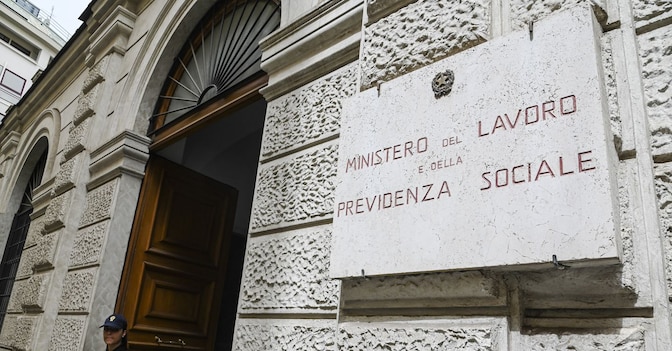 MINISTERO DEL LAVORO
E DELLA
PREVIDENZA SOCIALE